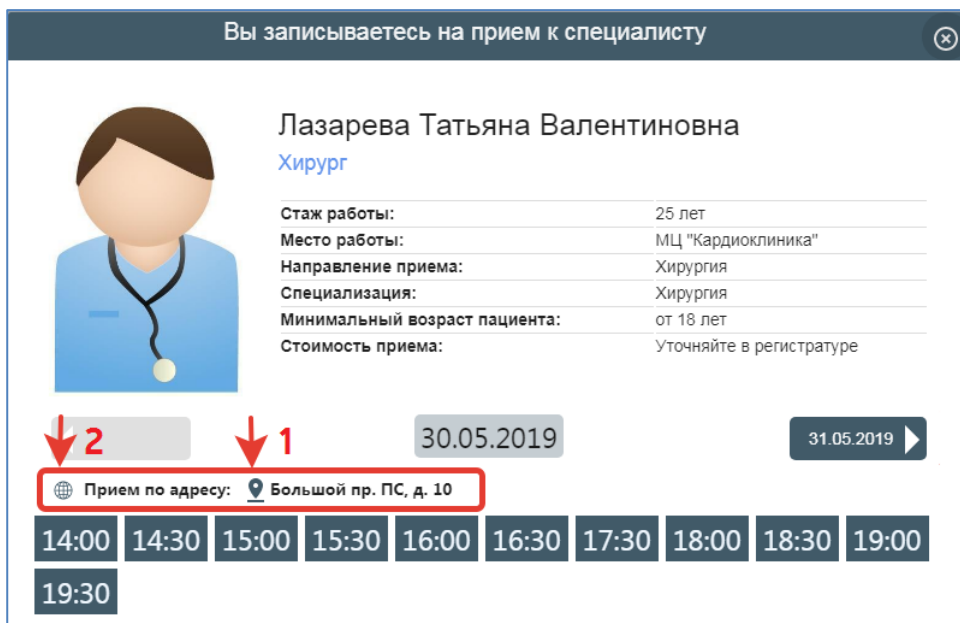 Вы записываетесь на прием к специалисту
Лазарева Татьяна Валентиновна
Хирург
Стаж работы: 25 лет
Место работы: МЦ "Кардиоклиника"
Направление приема: Хирургия
Специализация: Хирургия
Минимальный возраст пациента: от 18 лет
Стоимость приема: Уточняйте в регистратуре
2 1 30.05.2019 31.05.2019
Прием по адресу: Большой пр. ПС, д. 10
14:00 14:30 15:00 15:30 16:00 16:30 17:30 18:00 18:30 19:00
19:30